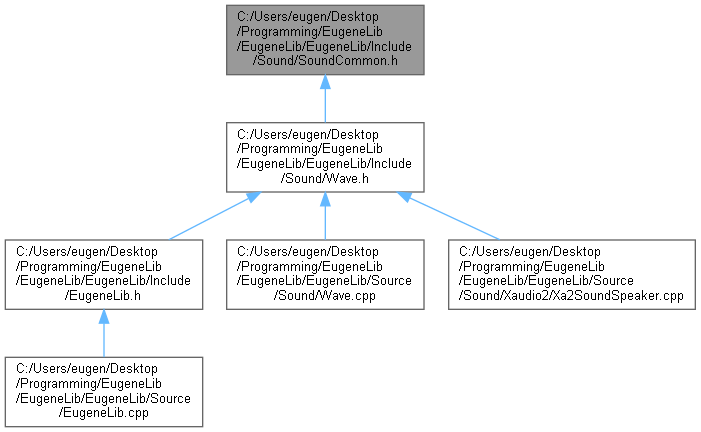 C:/Users/eugen/Desktop
/Programming/EugeneLib
/EugeneLib/EugeneLib/Include
/Sound/SoundCommon.h
C:/Users/eugen/Desktop
/Programming/EugeneLib
/EugeneLib/EugeneLib/Include
/Sound/Wave.h
C:/Users/eugen/Desktop
/Programming/EugeneLib
/EugeneLib/EugeneLib/Include
/EugeneLib.h
C:/Users/eugen/Desktop
/Programming/EugeneLib
/EugeneLib/EugeneLib/Source
/Sound/Wave.cpp
C:/Users/eugen/Desktop
/Programming/EugeneLib
/EugeneLib/EugeneLib/Source
/Sound/Xaudio2/Xa2SoundSpeaker.cpp
C:/Users/eugen/Desktop
/Programming/EugeneLib
/EugeneLib/EugeneLib/Source
/EugeneLib.cpp